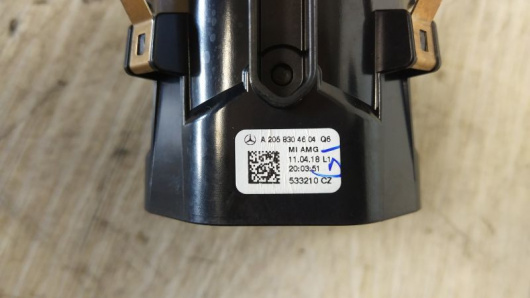 A 205 830 46 04 Q6
MI AMG
11.04.18 L1
20:03:51
533210 CZ